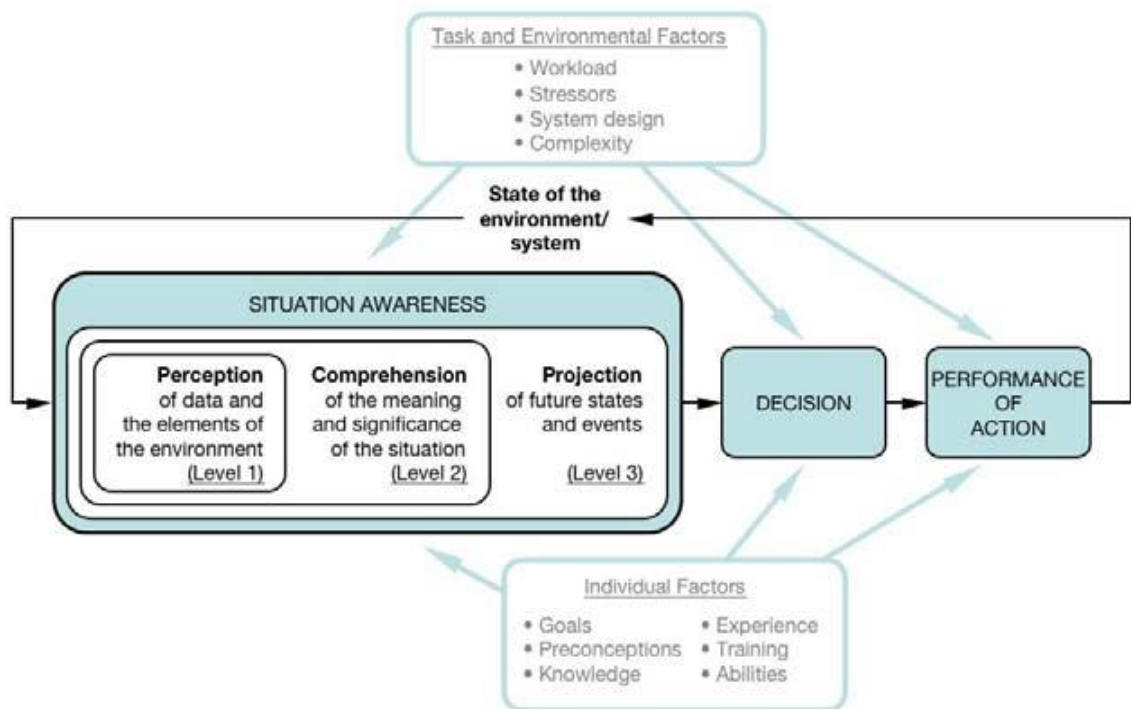 Task and Environmental Factors
• Workload
• Stressors
• System design
• Complexity
State of the
environment/
system
SITUATION AWARENESS
Perception
of data and
the elements of
the environment
(Level 1)
Comprehension
of the meaning
and significance
of the situation
(Level 2)
Projection
of future states
and events
(Level 3)
DECISION
PERFORMANCE
OF
ACTION
Individual Factors
• Goals
• Preconceptions
• Knowledge
• Experience
• Training
• Abilities